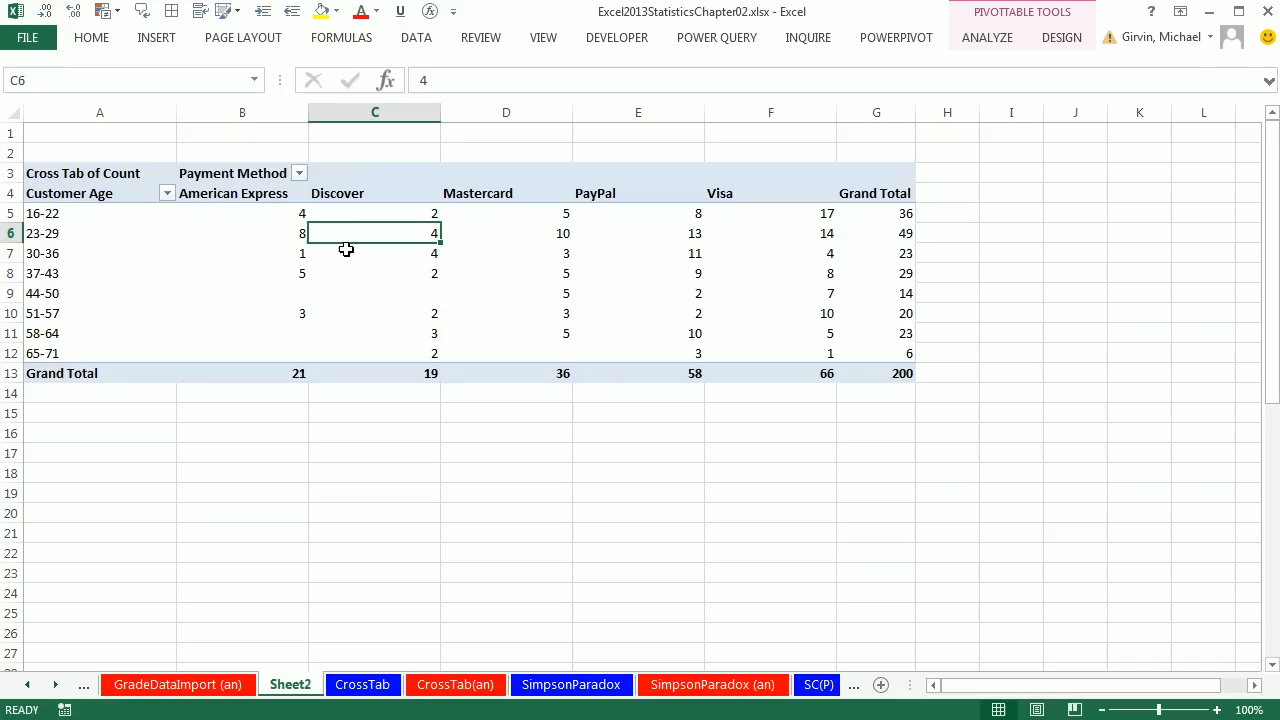 Excel2013StatisticsChapter02.xlsx - Excel
PIVOTTABLE TOOLS
FILE HOME INSERT PAGE LAYOUT FORMULAS DATA REVIEW VIEW DEVELOPER POWER QUERY INQUIRE POWERPIVOT ANALYZE DESIGN Girvin, Michael
C6 fx 4
A B C D E F G H I J K L
1
2
3 Cross Tab of Count Payment Method
4 Customer Age American Express Discover Mastercard PayPal Visa Grand Total
5 16-22 4 2 5 8 17 36
6 23-29 8 4 10 13 14 49
7 30-36 1 4 3 11 4 23
8 37-43 5 2 5 9 8 29
9 44-50 5 2 7 14
10 51-57 3 2 3 2 10 20
11 58-64 3 5 10 5 23
12 65-71 2 3 1 6
13 Grand Total 21 19 36 58 66 200
14
15
16
17
18
19
20
21
22
23
24
25
26
27
... GradeDataImport (an) Sheet2 CrossTab CrossTab(an) SimpsonParadox SimpsonParadox (an) SC(P) ...
READY 100%